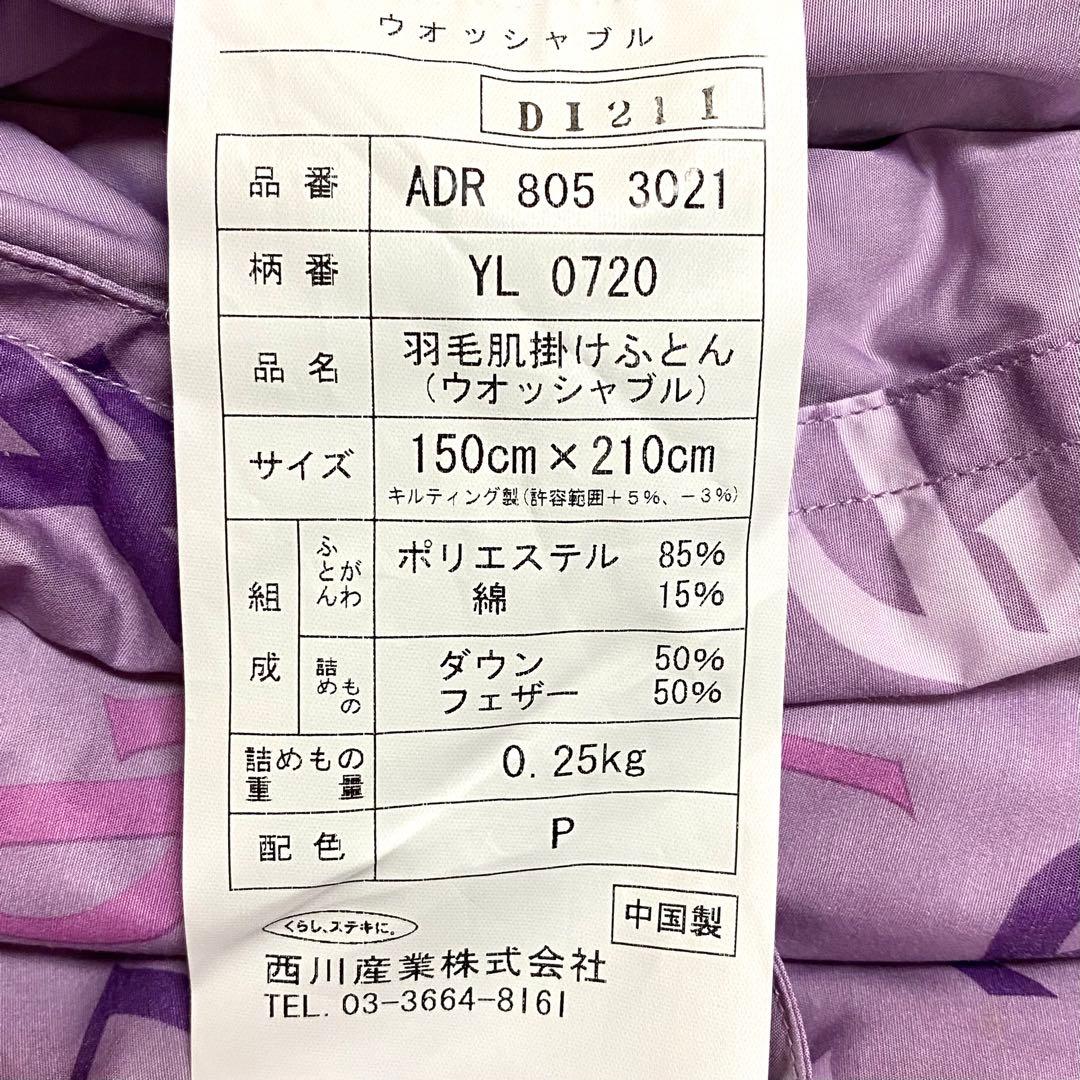 ウオッシャブル
DI211
品番 ADR 805 3021
柄番 YL 0720
品名 羽毛肌掛けふとん
(ウオッシャブル)
サイズ 150cm×210cm
キルティング製(許容範囲+5%、-3%)
組成 ふとんがわ ポリエステル 85%
綿 15%
詰めもの ダウン 50%
フェザー 50%
詰めもの重量 0.25kg
配色 P
中国製
くらし、ステキに。
西川産業株式会社
TEL. 03-3664-8161